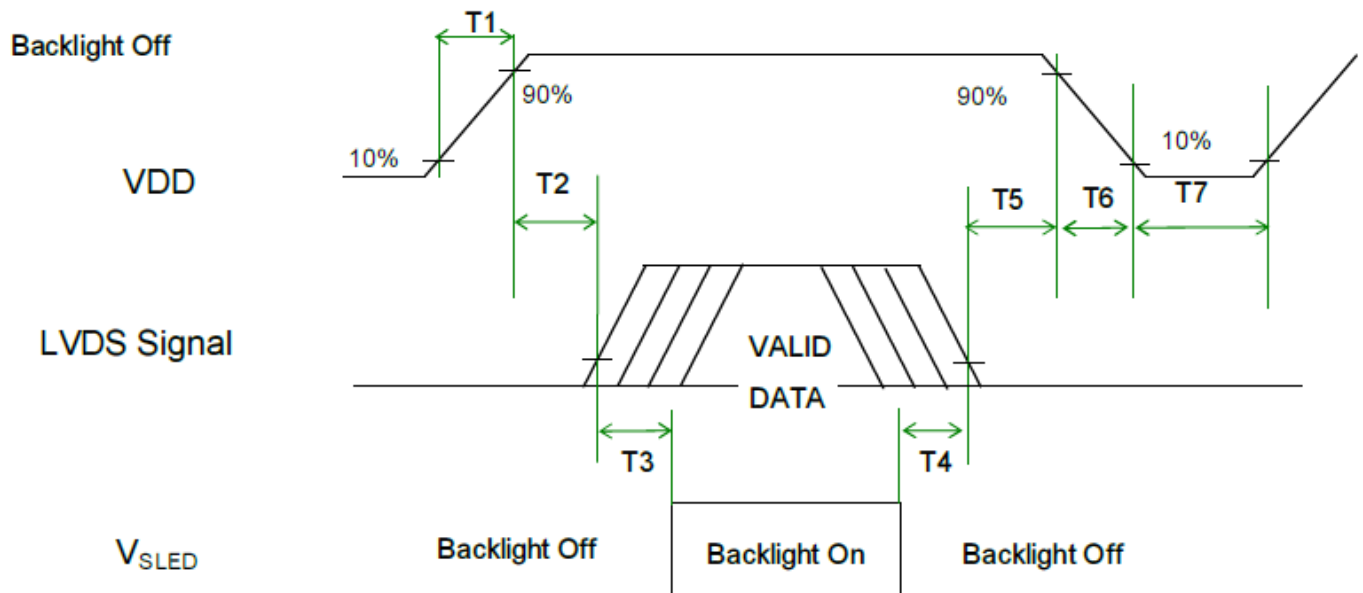 T1
Backlight Off
90%
90%
10%
10%
VDD
T2
T5
T6
T7
LVDS Signal
VALID
DATA
T3
T4
V_SLED
Backlight Off
Backlight On
Backlight Off